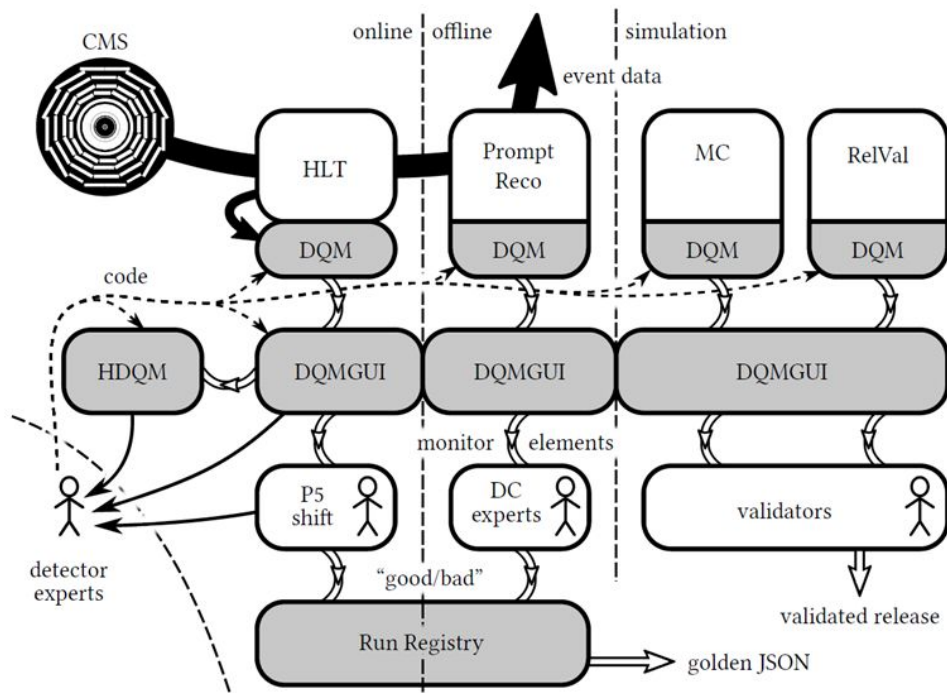 online
offline
simulation
CMS
event data
HLT
Prompt
Reco
MC
RelVal
DQM
DQM
DQM
DQM
code
HDQM
DQMGUI
DQMGUI
DQMGUI
monitor
elements
P5
shift
DC
experts
validators
detector
experts
“good/bad”
validated release
Run Registry
golden JSON